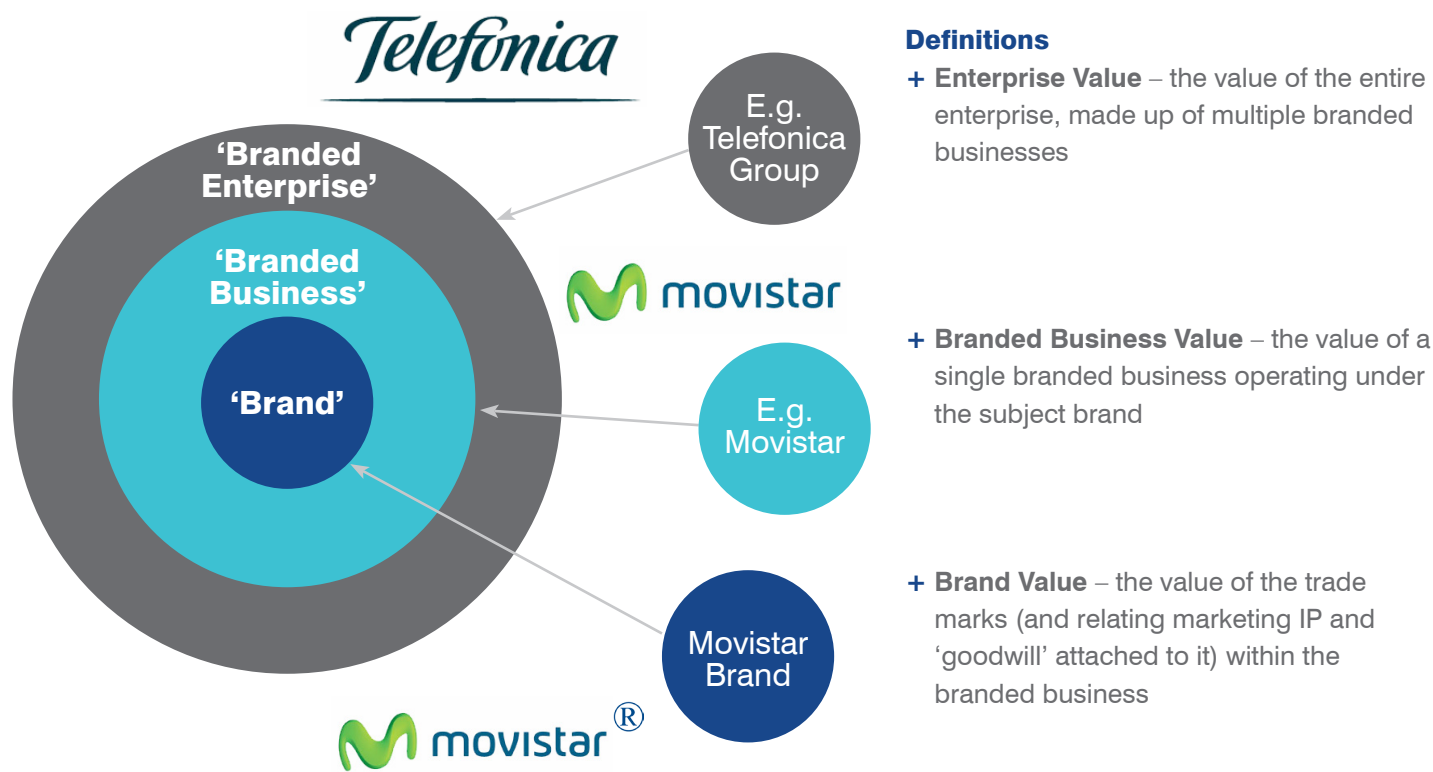 Telefónica
‘Branded
Enterprise’
‘Branded
Business’
‘Brand’
E.g.
Telefonica
Group
movistar
E.g.
Movistar
Movistar
Brand
movistar®
Definitions
+ Enterprise Value – the value of the entire
enterprise, made up of multiple branded
businesses
+ Branded Business Value – the value of a
single branded business operating under
the subject brand
+ Brand Value – the value of the trade
marks (and relating marketing IP and
‘goodwill’ attached to it) within the
branded business